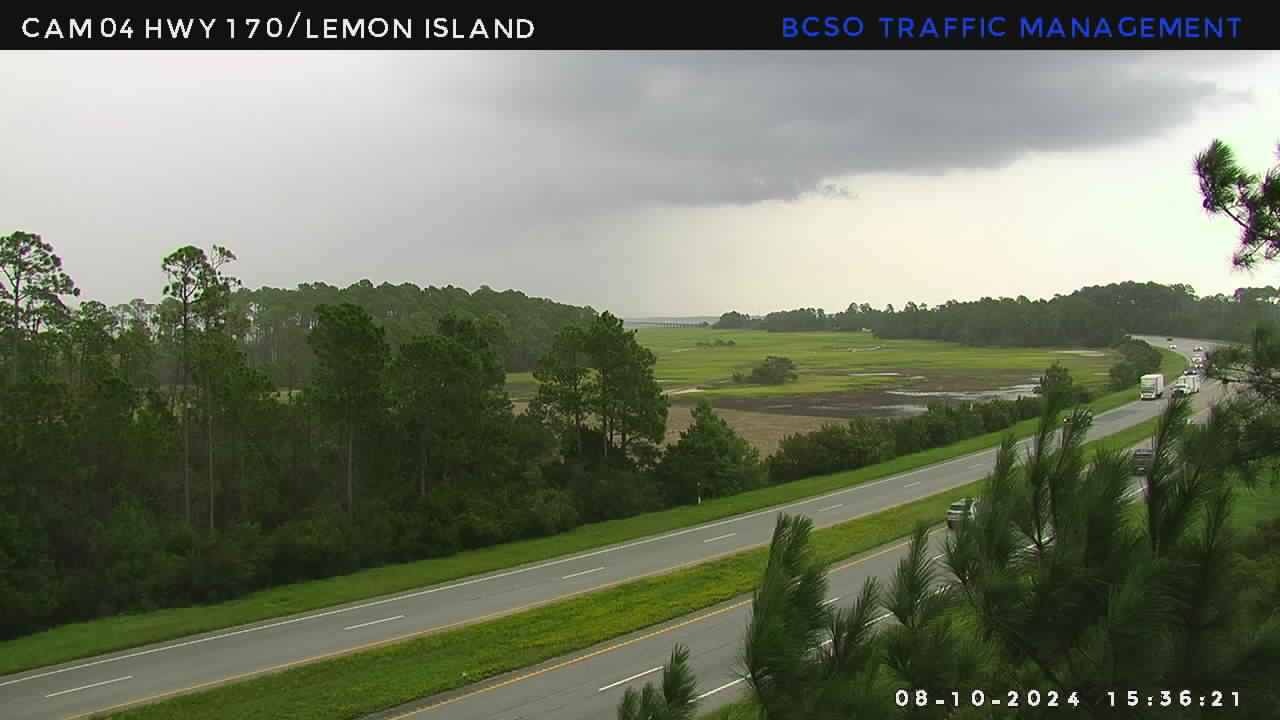 CAM04 HWY170/LEMON ISLAND
BCSO TRAFFIC MANAGEMENT
08-10-2024 15:36:21